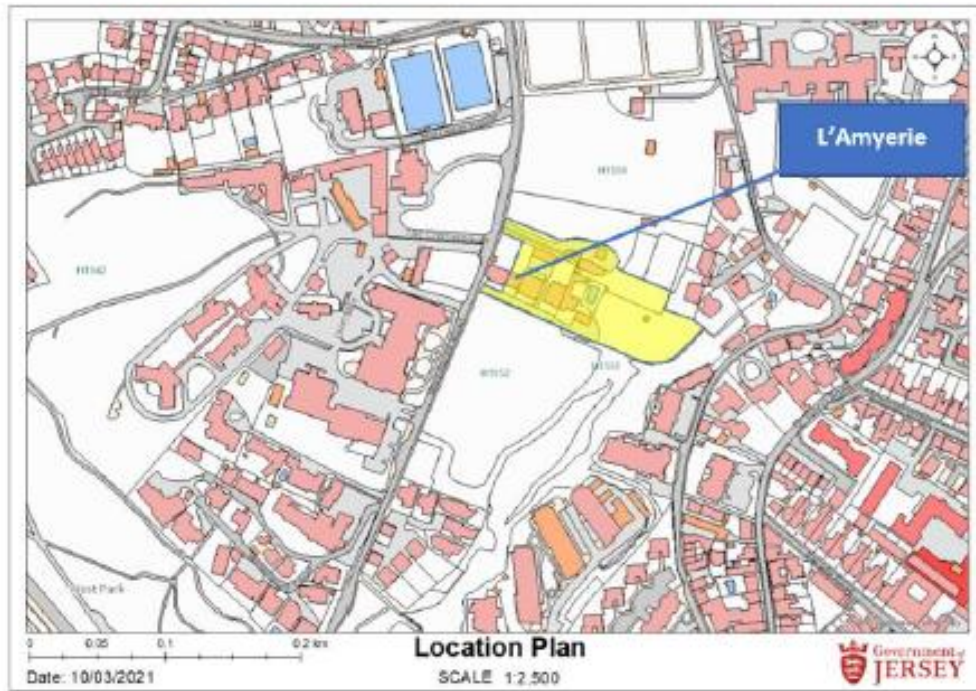 L'Amyerie
H1552
0 0.05 0.1 0.2 km
Location Plan
Date: 10/03/2021
SCALE 1:2,500
Government of
JERSEY